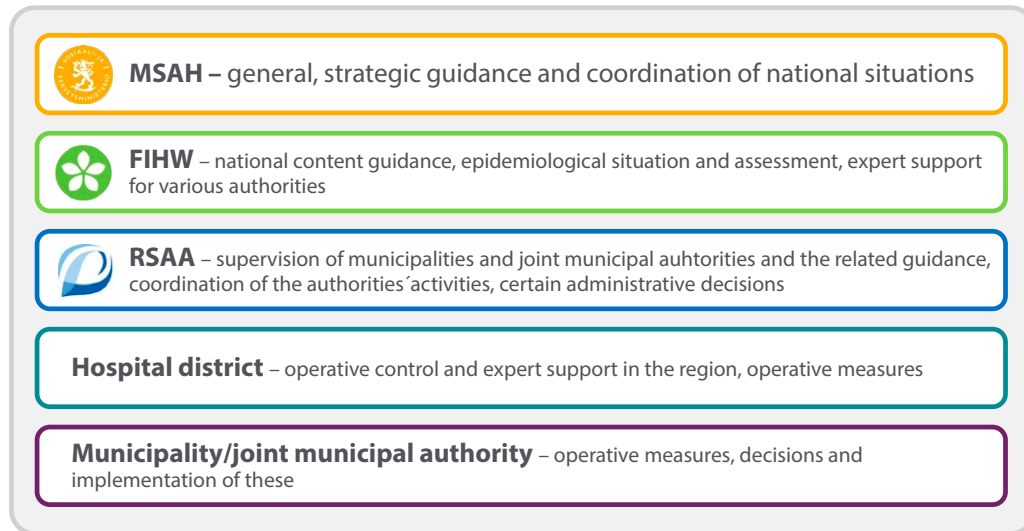 SOSIAALI- JA
TERVEYSMINISTERIÖ
MSAH – general, strategic guidance and coordination of national situations
FIHW – national content guidance, epidemiological situation and assessment, expert support
for various authorities
RSAA – supervision of municipalities and joint municipal auhtorities and the related guidance,
coordination of the authorities´activities, certain administrative decisions
Hospital district – operative control and expert support in the region, operative measures
Municipality/joint municipal authority – operative measures, decisions and
implementation of these